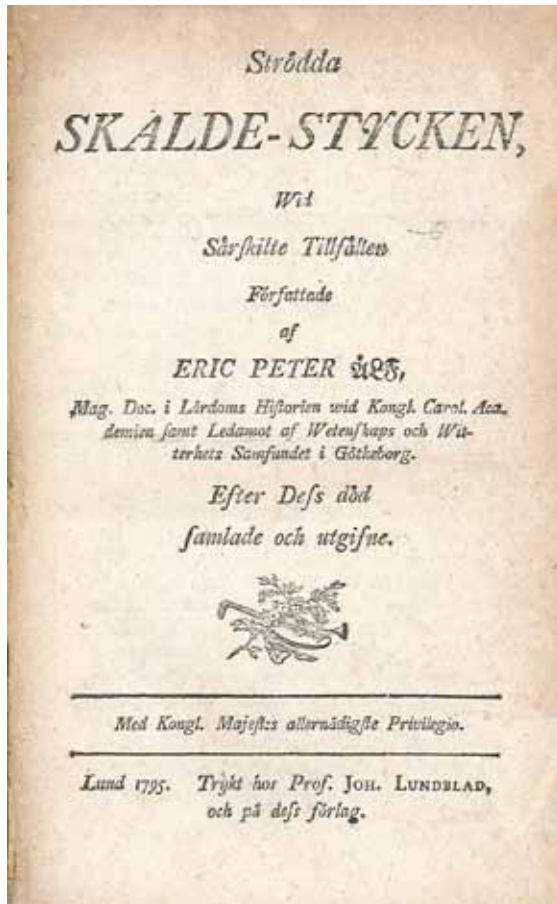 Strödda
SKALDE-STYCKEN,
Wid
Särſkilte Tillfällen
Författade
af
ERIC PETER ÅLF,
Mag. Doc. i Lärdoms Hiſtorien wid Kongl. Carol. Aca-
demien ſamt Ledamot af Wetenſkaps och Wit-
terhets Samfundet i Götheborg.
Efter Deſs död
ſamlade och utgifne.
Med Kongl. Majeſt:s allernådigſte Privilegio.
Lund 1795. Trykt hos Prof. JOH. LUNDBLAD,
och på deſs förlag.